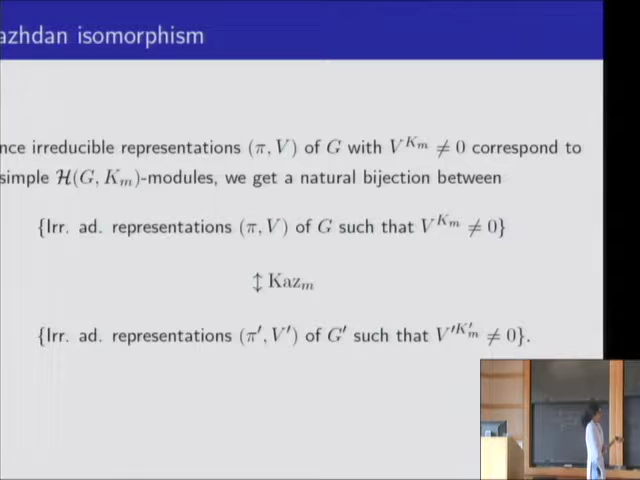 azhdan isomorphism
nce irreducible representations (π, V) of G with V^{K_m} ≠ 0 correspond to
simple ℋ(G, K_m)-modules, we get a natural bijection between
{Irr. ad. representations (π, V) of G such that V^{K_m} ≠ 0}
↕ Kaz_m
{Irr. ad. representations (π′, V′) of G′ such that V′^{K′_m} ≠ 0}.